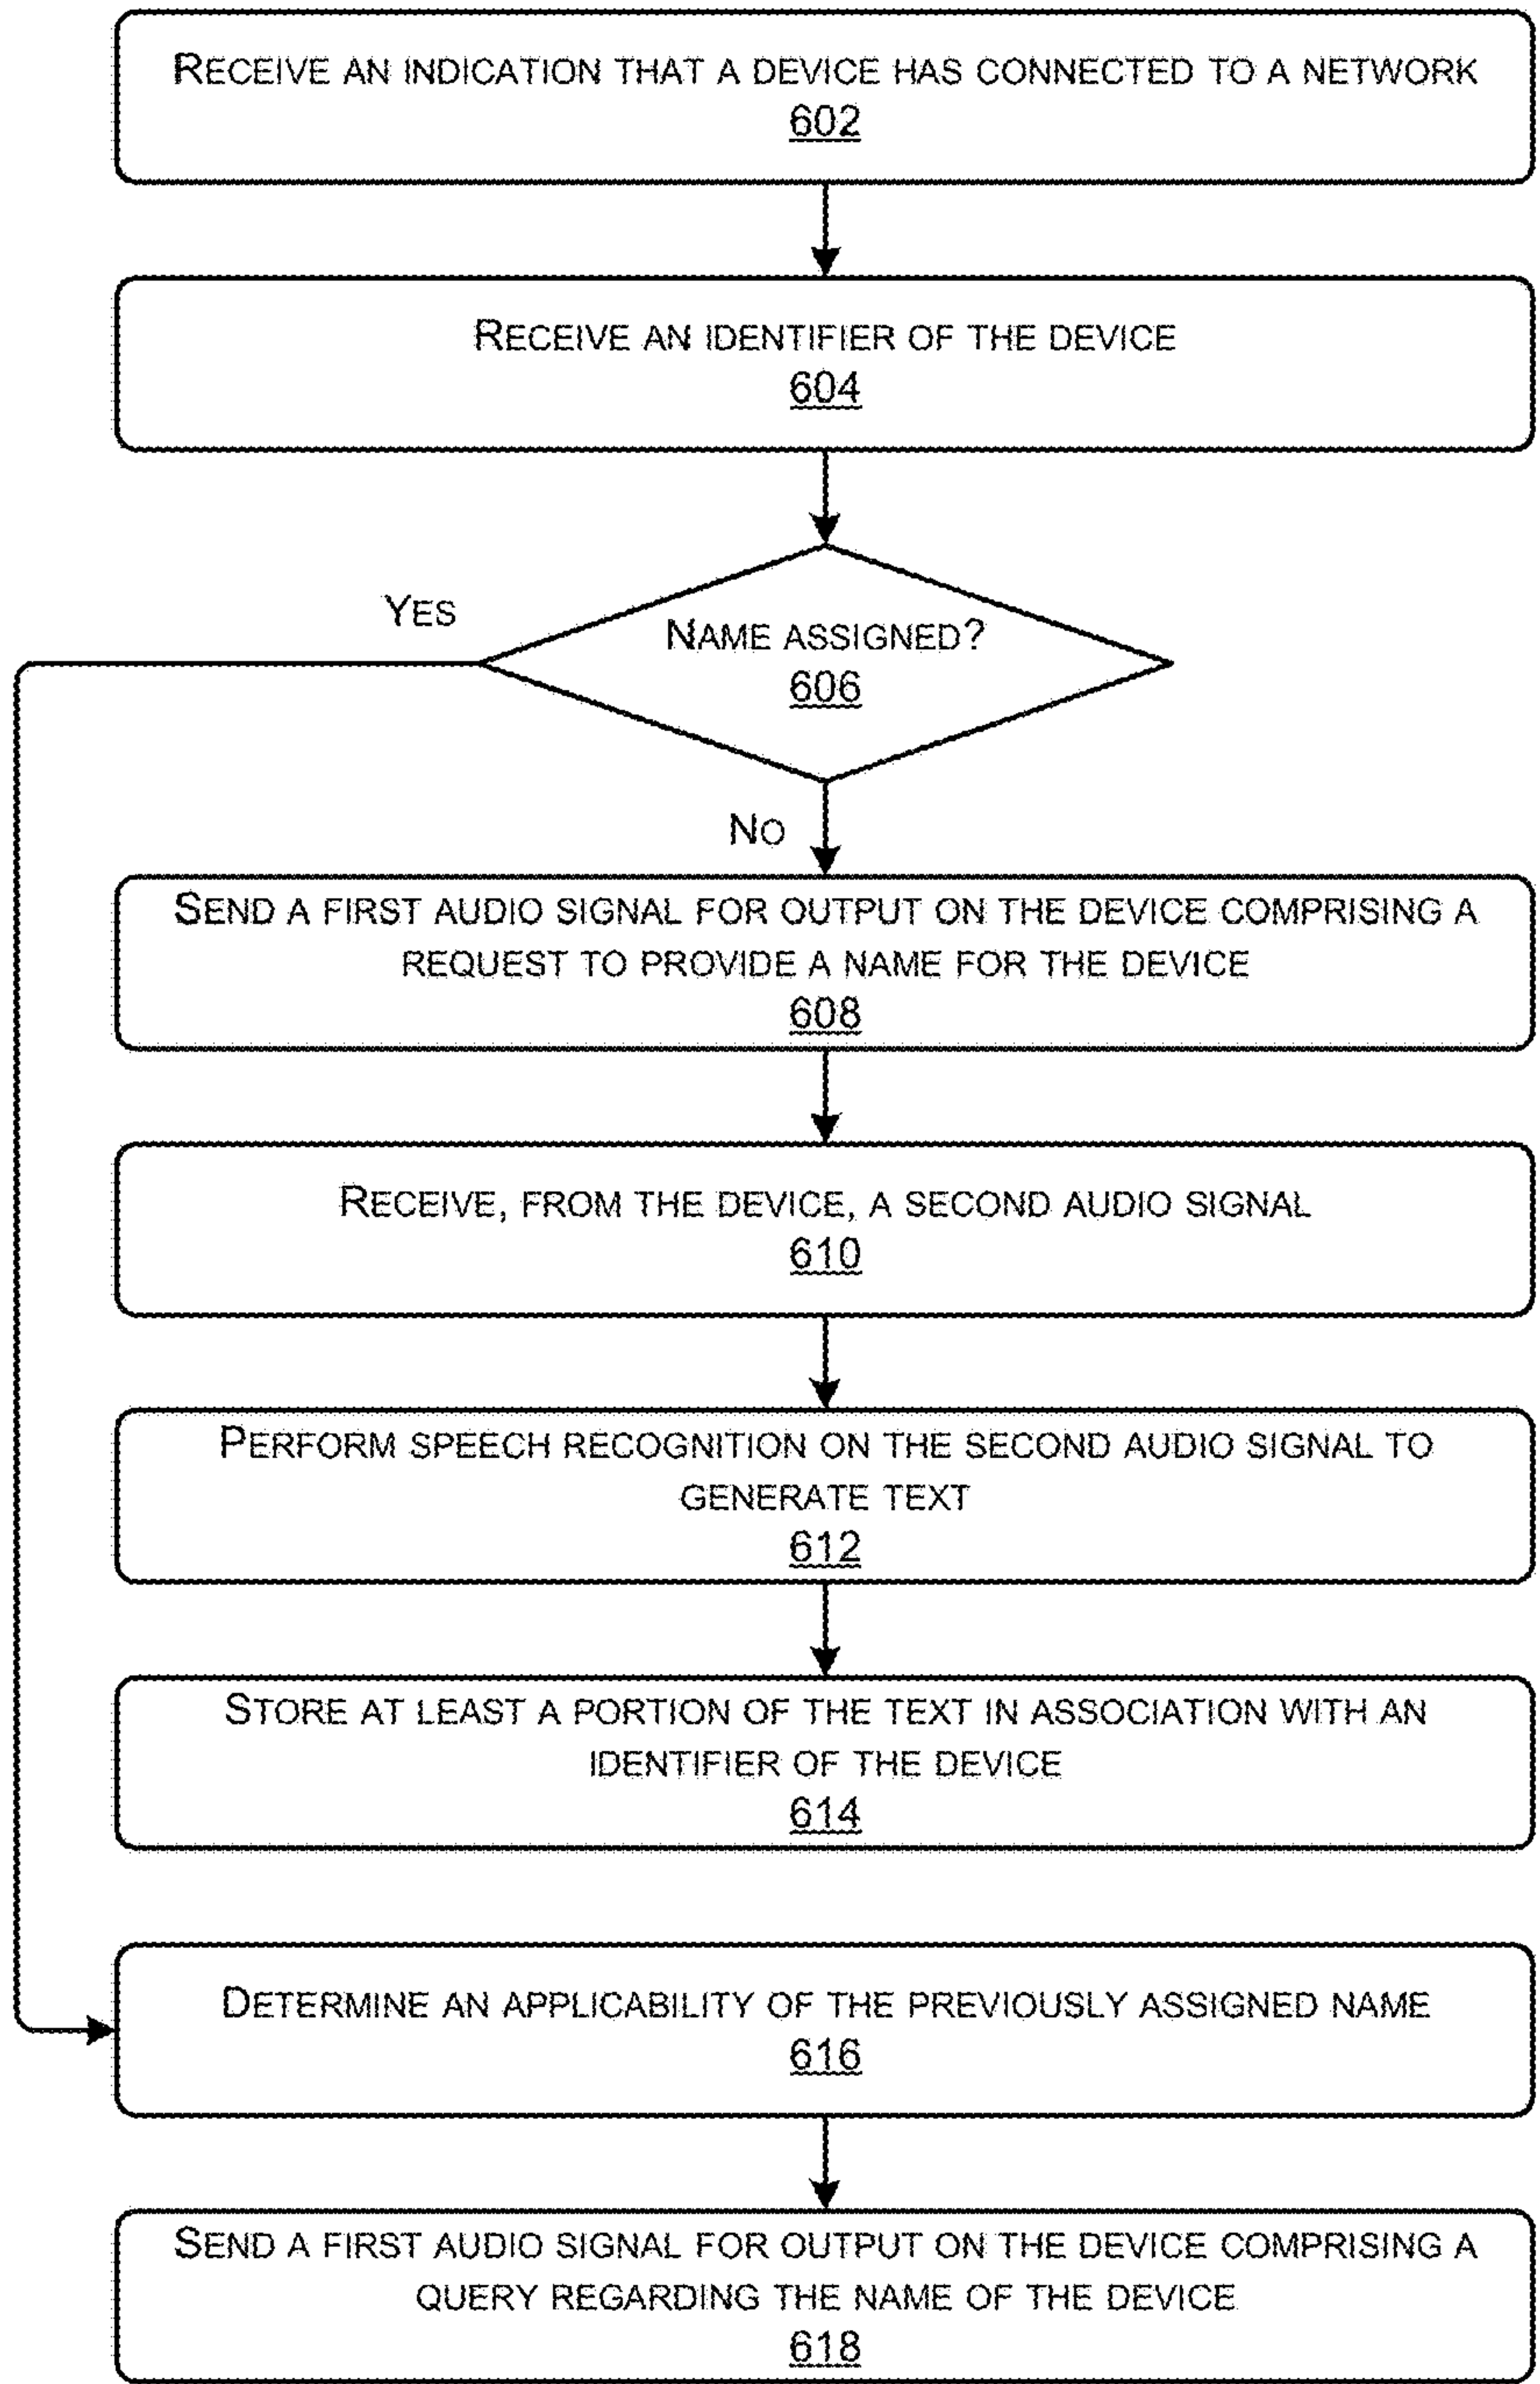 RECEIVE AN INDICATION THAT A DEVICE HAS CONNECTED TO A NETWORK
602
RECEIVE AN IDENTIFIER OF THE DEVICE
604
YES
NAME ASSIGNED?
606
NO
SEND A FIRST AUDIO SIGNAL FOR OUTPUT ON THE DEVICE COMPRISING A
REQUEST TO PROVIDE A NAME FOR THE DEVICE
608
RECEIVE, FROM THE DEVICE, A SECOND AUDIO SIGNAL
610
PERFORM SPEECH RECOGNITION ON THE SECOND AUDIO SIGNAL TO
GENERATE TEXT
612
STORE AT LEAST A PORTION OF THE TEXT IN ASSOCIATION WITH AN
IDENTIFIER OF THE DEVICE
614
DETERMINE AN APPLICABILITY OF THE PREVIOUSLY ASSIGNED NAME
616
SEND A FIRST AUDIO SIGNAL FOR OUTPUT ON THE DEVICE COMPRISING A
QUERY REGARDING THE NAME OF THE DEVICE
618